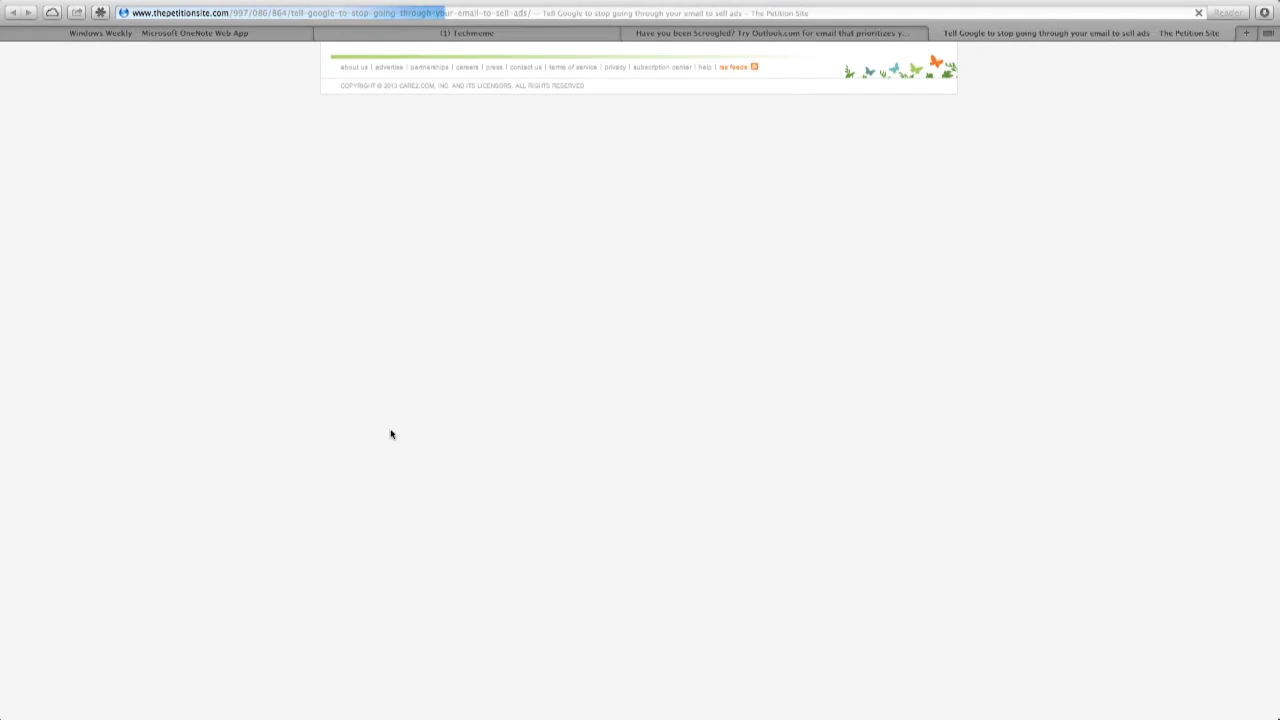 www.thepetitionsite.com/997/086/864/tell-google-to-stop-going-through-your-email-to-sell-ads/ — Tell Google to stop going through your email to sell ads – The Petition Site
Reader
Windows Weekly – Microsoft OneNote Web App
(1) Techmeme
Have you been Scroogled? Try Outlook.com for email that prioritizes y...
Tell Google to stop going through your email to sell ads – The Petition Site
about us | advertise | partnerships | careers | press | contact us | terms of service | privacy | subscription center | help | rss feeds
COPYRIGHT © 2013 CARE2.COM, INC. AND ITS LICENSORS. ALL RIGHTS RESERVED